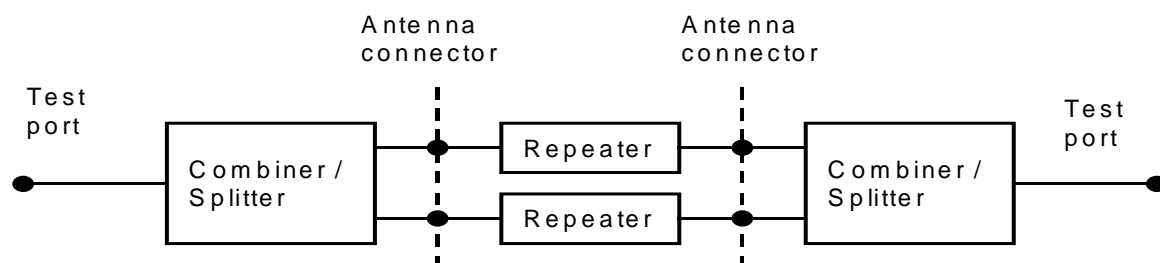 Antenna
connector
Antenna
connector
Test
port
Test
port
Combiner/
Splitter
Repeater
Combiner/
Splitter
Repeater